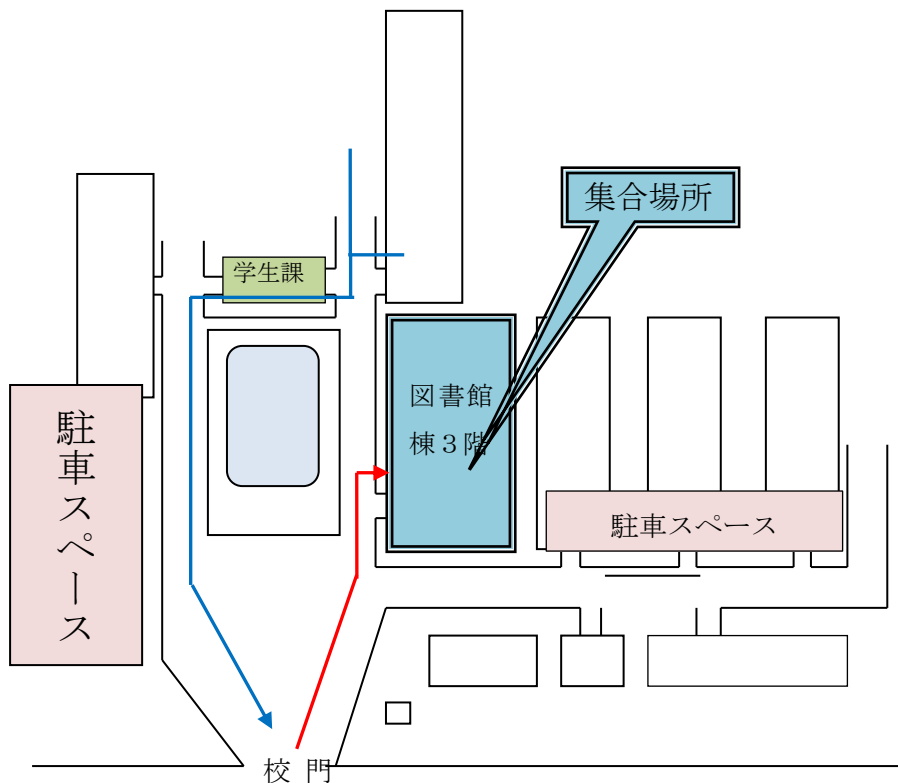 集合場所
学生課
図書館
棟３階
駐車スペース
駐車スペース
校 門